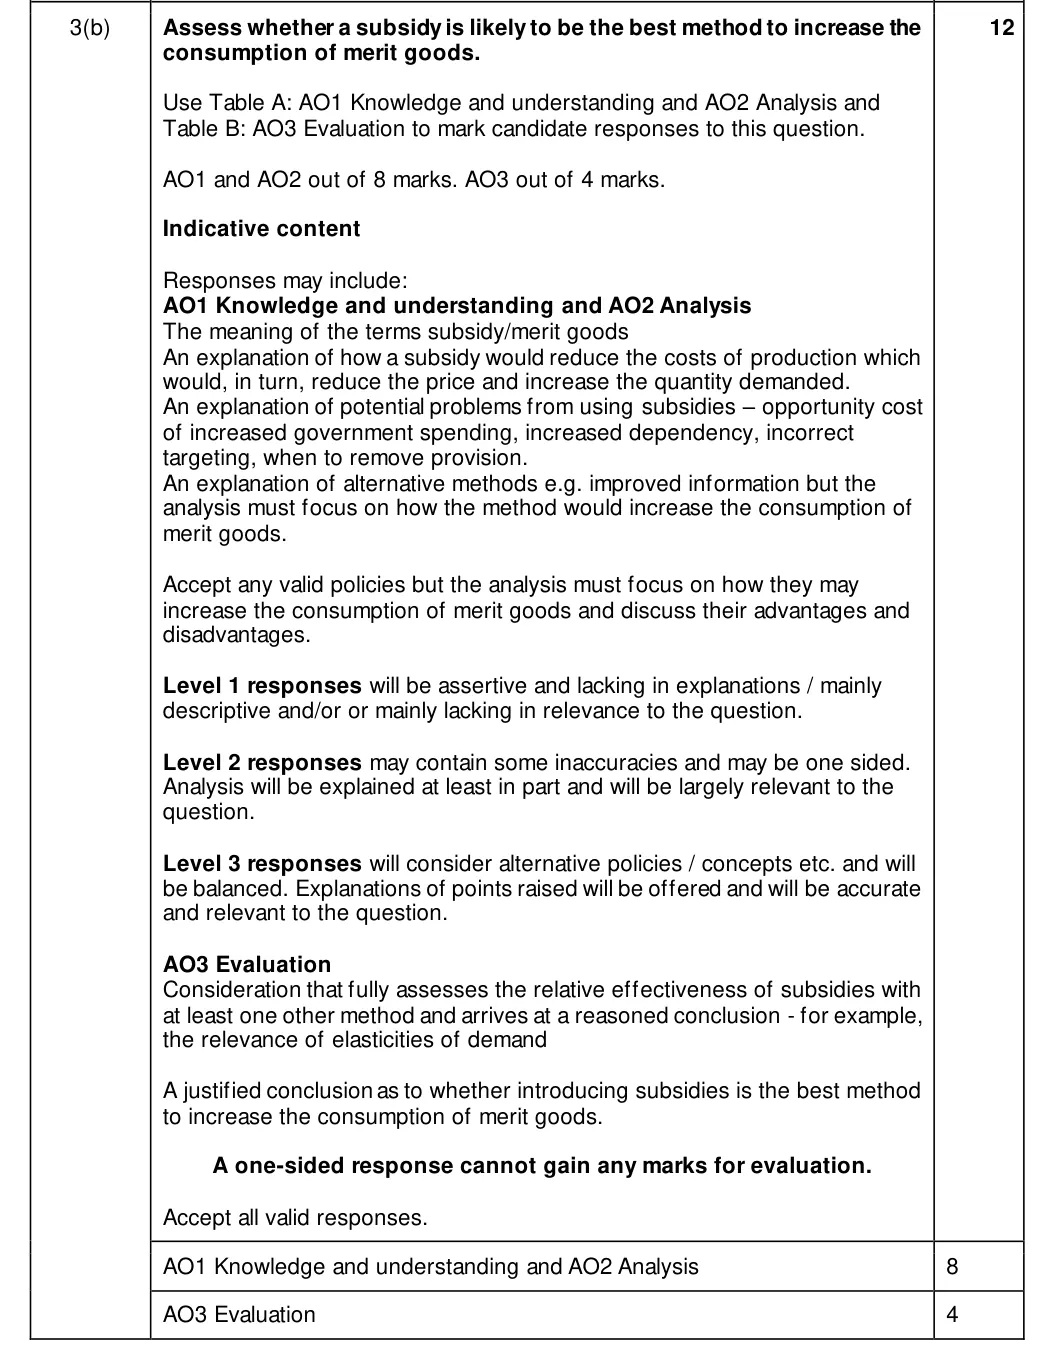 3(b)
Assess whether a subsidy is likely to be the best method to increase the
12
consumption of merit goods.
Use Table A: AO1 Knowledge and understanding and AO2 Analysis and
Table B: AO3 Evaluation to mark candidate responses to this question.
AO1 and AO2 out of 8 marks. AO3 out of 4 marks.
Indicative content
Responses may include:
AO1 Knowledge and understanding and AO2 Analysis
The meaning of the terms subsidy/merit goods
An explanation of how a subsidy would reduce the costs of production which
would, in turn, reduce the price and increase the quantity demanded.
An explanation of potential problems from using subsidies – opportunity cost
of increased government spending, increased dependency, incorrect
targeting, when to remove provision.
An explanation of alternative methods e.g. improved information but the
analysis must focus on how the method would increase the consumption of
merit goods.
Accept any valid policies but the analysis must focus on how they may
increase the consumption of merit goods and discuss their advantages and
disadvantages.
Level 1 responses will be assertive and lacking in explanations / mainly
descriptive and/or or mainly lacking in relevance to the question.
Level 2 responses may contain some inaccuracies and may be one sided.
Analysis will be explained at least in part and will be largely relevant to the
question.
Level 3 responses will consider alternative policies / concepts etc. and will
be balanced. Explanations of points raised will be offered and will be accurate
and relevant to the question.
AO3 Evaluation
Consideration that fully assesses the relative effectiveness of subsidies with
at least one other method and arrives at a reasoned conclusion - for example,
the relevance of elasticities of demand
A justified conclusion as to whether introducing subsidies is the best method
to increase the consumption of merit goods.
A one-sided response cannot gain any marks for evaluation.
Accept all valid responses.
AO1 Knowledge and understanding and AO2 Analysis
8
AO3 Evaluation
4